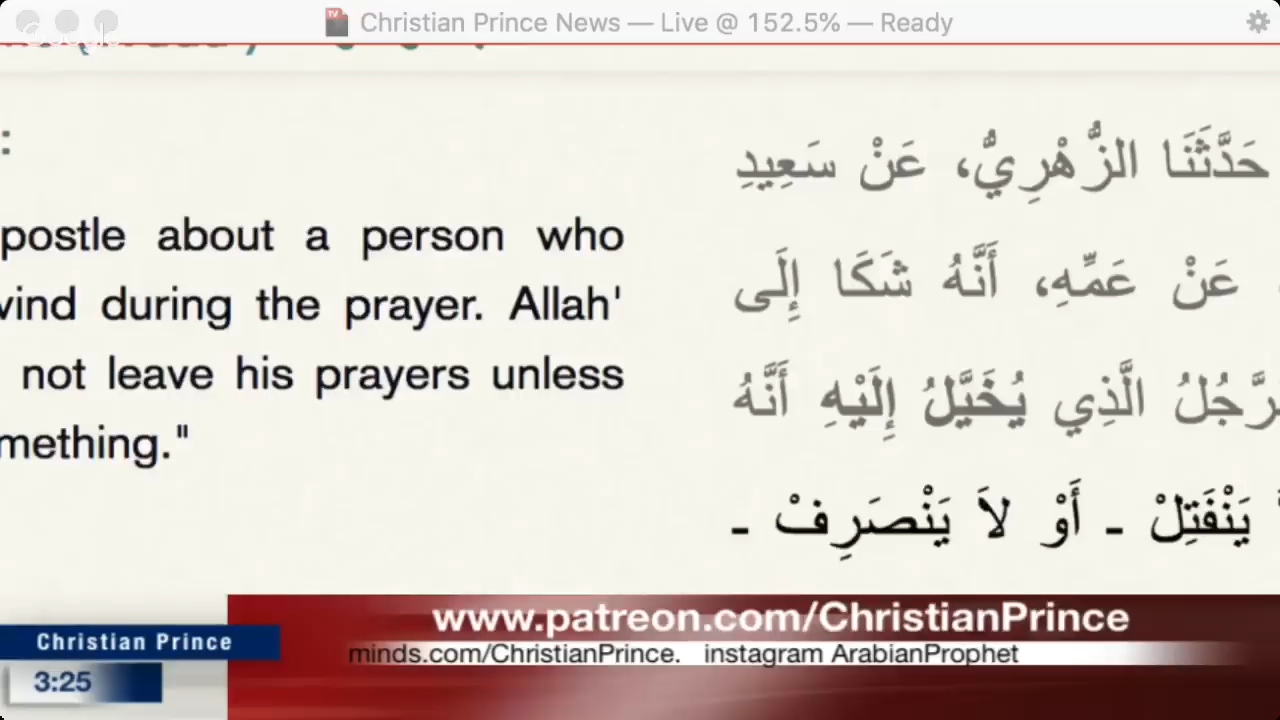 Christian Prince News — Live @ 152.5% — Ready
Google
:
postle about a person who
wind during the prayer. Allah'
not leave his prayers unless
mething."
حَدَّثَنَا الزُّهْرِيُّ، عَنْ سَعِيدِ
عَنْ عَمِّهِ، أَنَّهُ شَكَا إِلَى
رَّجُلُ الَّذِي يُخَيَّلُ إِلَيْهِ أَنَّهُ
يَنْفَتِلْ ـ أَوْ لاَ يَنْصَرِفْ ـ
www.patreon.com/ChristianPrince
minds.com/ChristianPrince. instagram ArabianProphet
Christian Prince
3:25